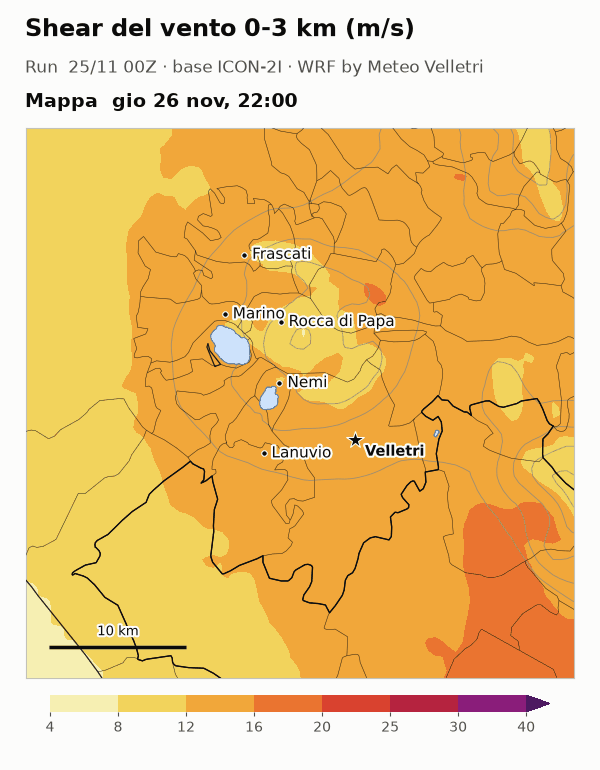 Shear del vento 0-3 km (m/s)
Run  25/11 00Z · base ICON-2I · WRF by Meteo Velletri
Mappa  gio 26 nov, 22:00
Frascati
Marino
Rocca di Papa
Nemi
Velletri
Lanuvio
10 km
4 8 12 16 20 25 30 40